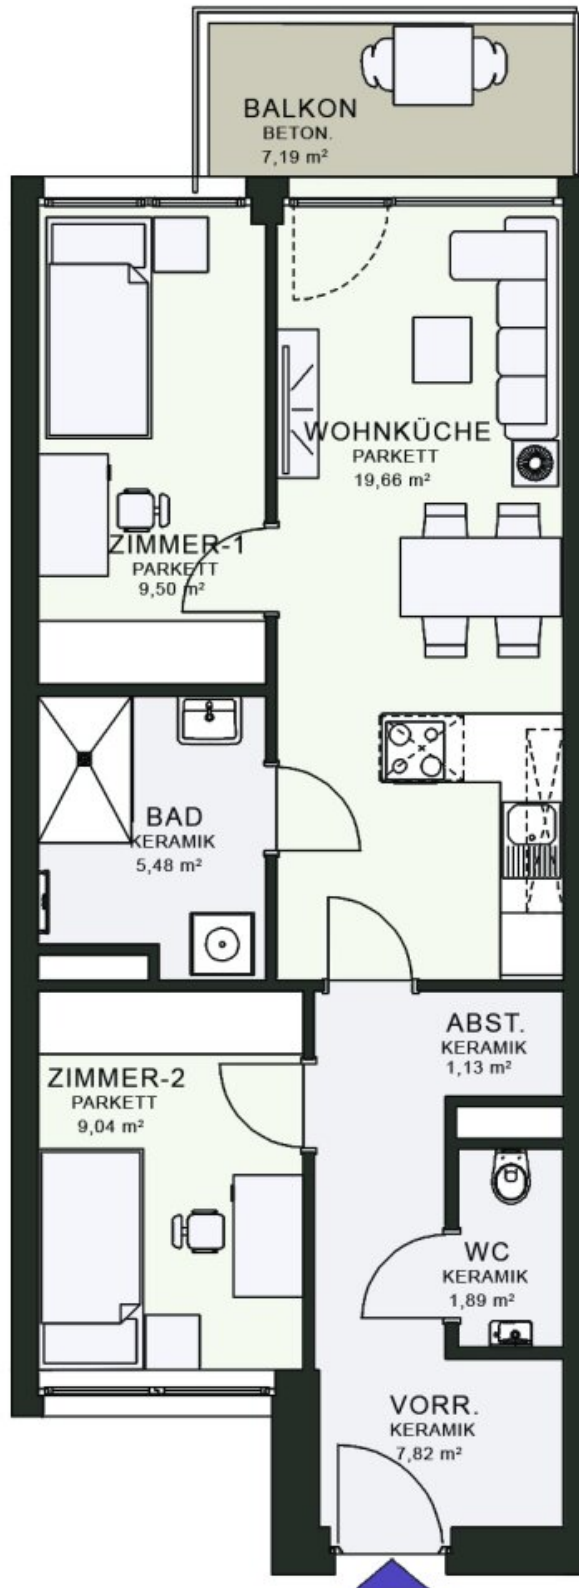 BALKON
BETON.
7,19 m²
WOHNKÜCHE
PARKETT
19,66 m²
ZIMMER-1
PARKETT
9,50 m²
BAD
KERAMIK
5,48 m²
ABST.
KERAMIK
1,13 m²
ZIMMER-2
PARKETT
9,04 m²
WC
KERAMIK
1,89 m²
VORR.
KERAMIK
7,82 m²